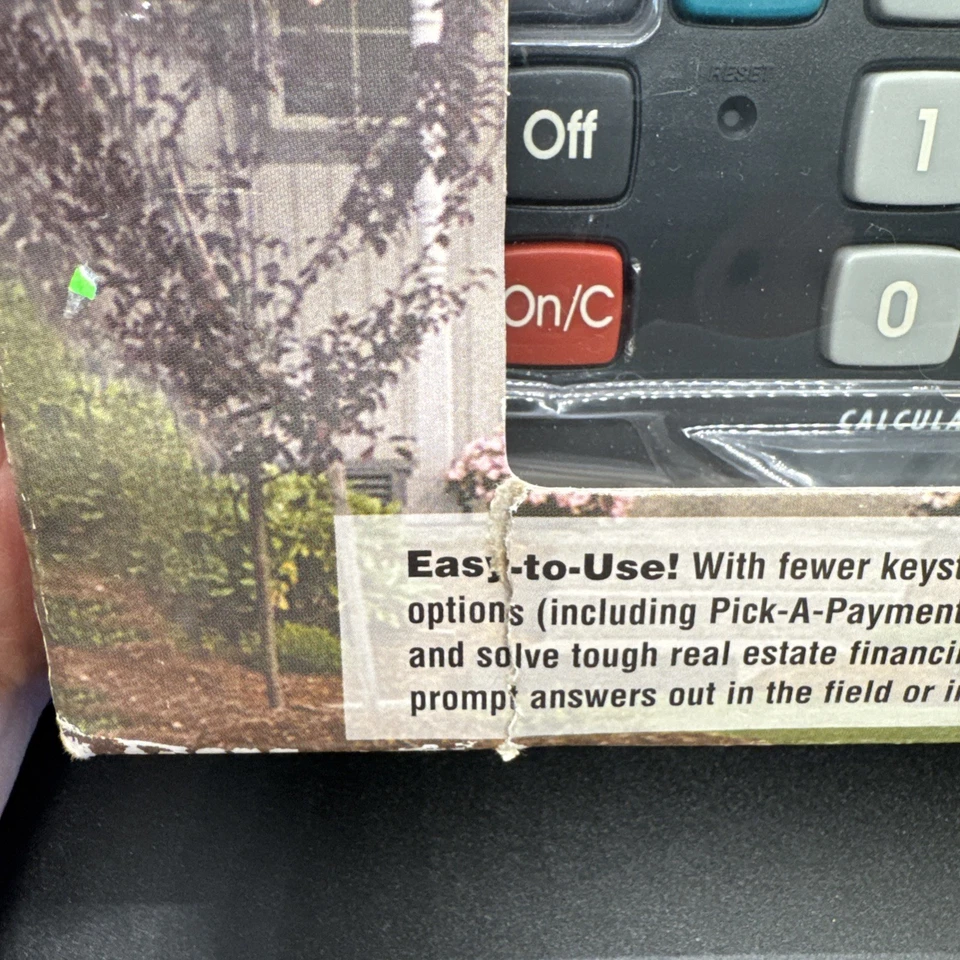 RESET
Off
1
On/C
0
CALCULA
Easy-to-Use! With fewer keyst
options (including Pick-A-Payment
and solve tough real estate financi
prompt answers out in the field or i